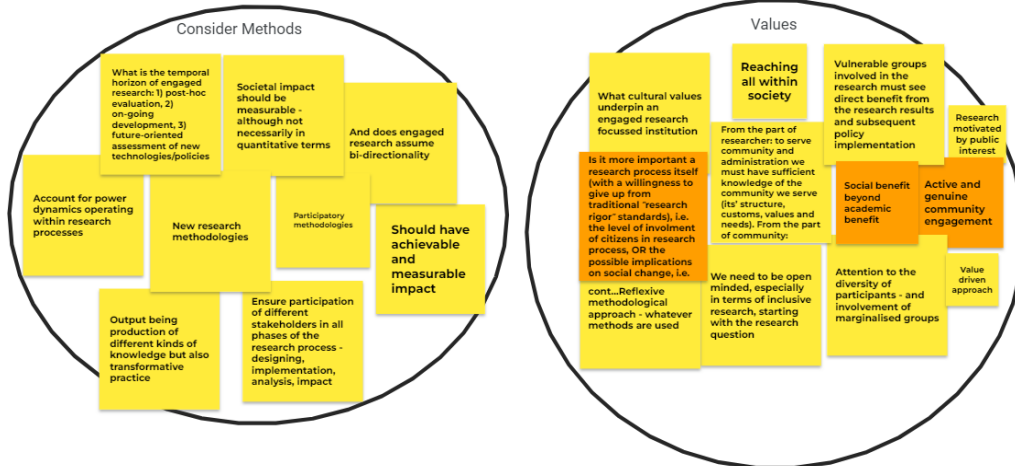 Consider Methods
What is the temporal
horizon of engaged
research: 1) post-hoc
evaluation, 2)
on-going
development, 3)
future-oriented
assessment of new
technologies/policies
Societal impact
should be
measurable -
although not
necessarily in
quantitative terms
And does engaged
research assume
bi-directionality
Account for power
dynamics operating
within research
processes
New research
methodologies
Participatory
methodologies
Should have
achievable
and
measurable
impact
Output being
production of
different kinds of
knowledge but also
transformative
practice
Ensure participation
of different
stakeholders in all
phases of the
research process -
designing,
implementation,
analysis, impact
Values
What cultural values
underpin an
engaged research
focussed institution
Reaching
all within
society
Vulnerable groups
involved in the
research must see
direct benefit from
the research results
and subsequent
policy
implementation
Research
motivated
by public
interest
Is it more important a
research process itself
(with a willingness to
give up from
traditional "research
rigor" standards), i.e.
the level of involment
of citizens in research
process, OR the
possible implications
on social change, i.e.
From the part of
researcher: to serve
community and
administration we
must have sufficient
knowledge of the
community we serve
(its' structure,
customs, values and
needs). From the part
of community:
Social benefit
beyond
academic
benefit
Active and
genuine
community
engagement
cont...Reflexive
methodological
approach - whatever
methods are used
We need to be open
minded, especially
in terms of inclusive
research, starting
with the research
question
Attention to the
diversity of
participants - and
involvement of
marginalised groups
Value
driven
approach